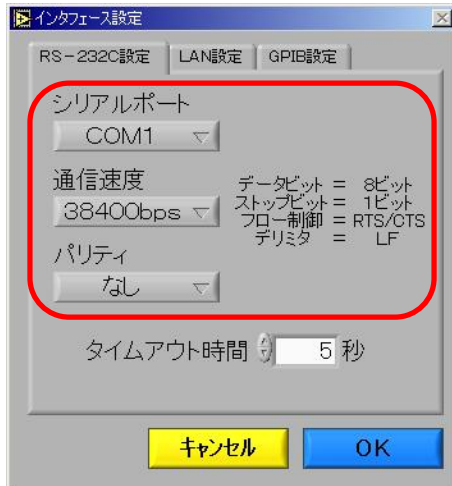 インタフェース設定
RS-232C設定 LAN設定 GPIB設定
シリアルポート
COM1
通信速度
38400bps
パリティ
なし
データビット = 8ビット
ストップビット = 1ビット
フロー制御 = RTS/CTS
デリミタ = LF
タイムアウト時間 5 秒
キャンセル OK